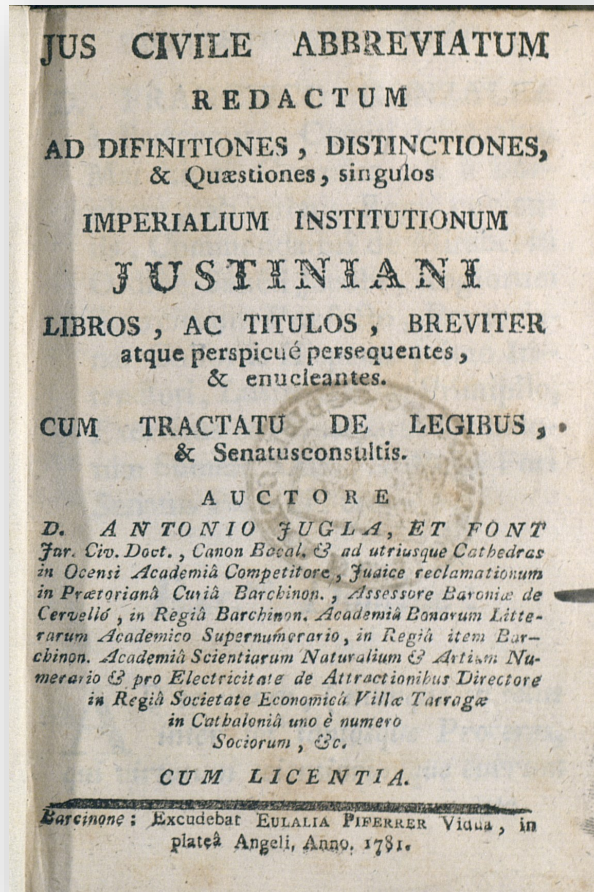 JUS CIVILE ABBREVIATUM
REDACTUM
AD DIFINITIONES , DISTINCTIONES,
& Quæstiones, singulos
IMPERIALIUM INSTITUTIONUM
JUSTINIANI
LIBROS , AC TITULOS , BREVITER
atque perspicué persequentes,
& enucleantes.
CUM TRACTATU DE LEGIBUS,
& Senatusconsultis.
AUCTORE
D. ANTONIO JUGLA, ET FONT
Jur. Civ. Doct., Canon Bacal. & ad utriusque Cathedras
in Ocensi Academiâ Competitore, Judice reclamationum
in Prætorianâ Curiâ Barchinon., Assessore Baroniæ de
Cervelló, in Regiâ Barchinon. Academiâ Bonarum Litte-
rarum Academico Supernumerario, in Regiâ item Bar-
chinon. Academiâ Scientiarum Naturalium & Artium Nu-
merario & pro Electricitate de Attractionibus Directore
in Regiâ Societate Economicâ Villæ Tarragæ
in Cathaloniâ uno è numero
Sociorum, &c.
CUM LICENTIA.
Barcinone: Excudebat EULALIA PIFERRER Vidua, in
plateâ Angeli, Anno. 1781.